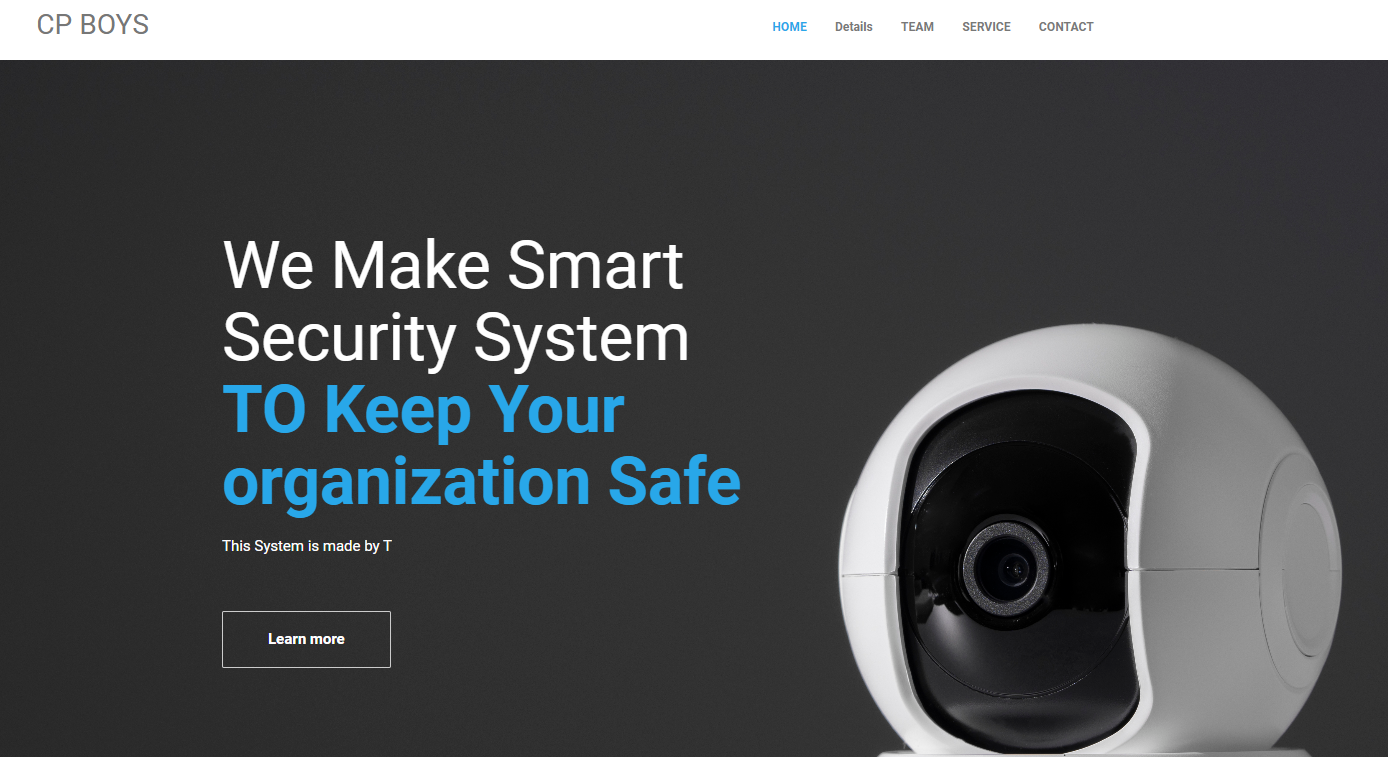 CP BOYS
HOME Details TEAM SERVICE CONTACT
We Make Smart
Security System
TO Keep Your
organization Safe
This System is made by T
Learn more